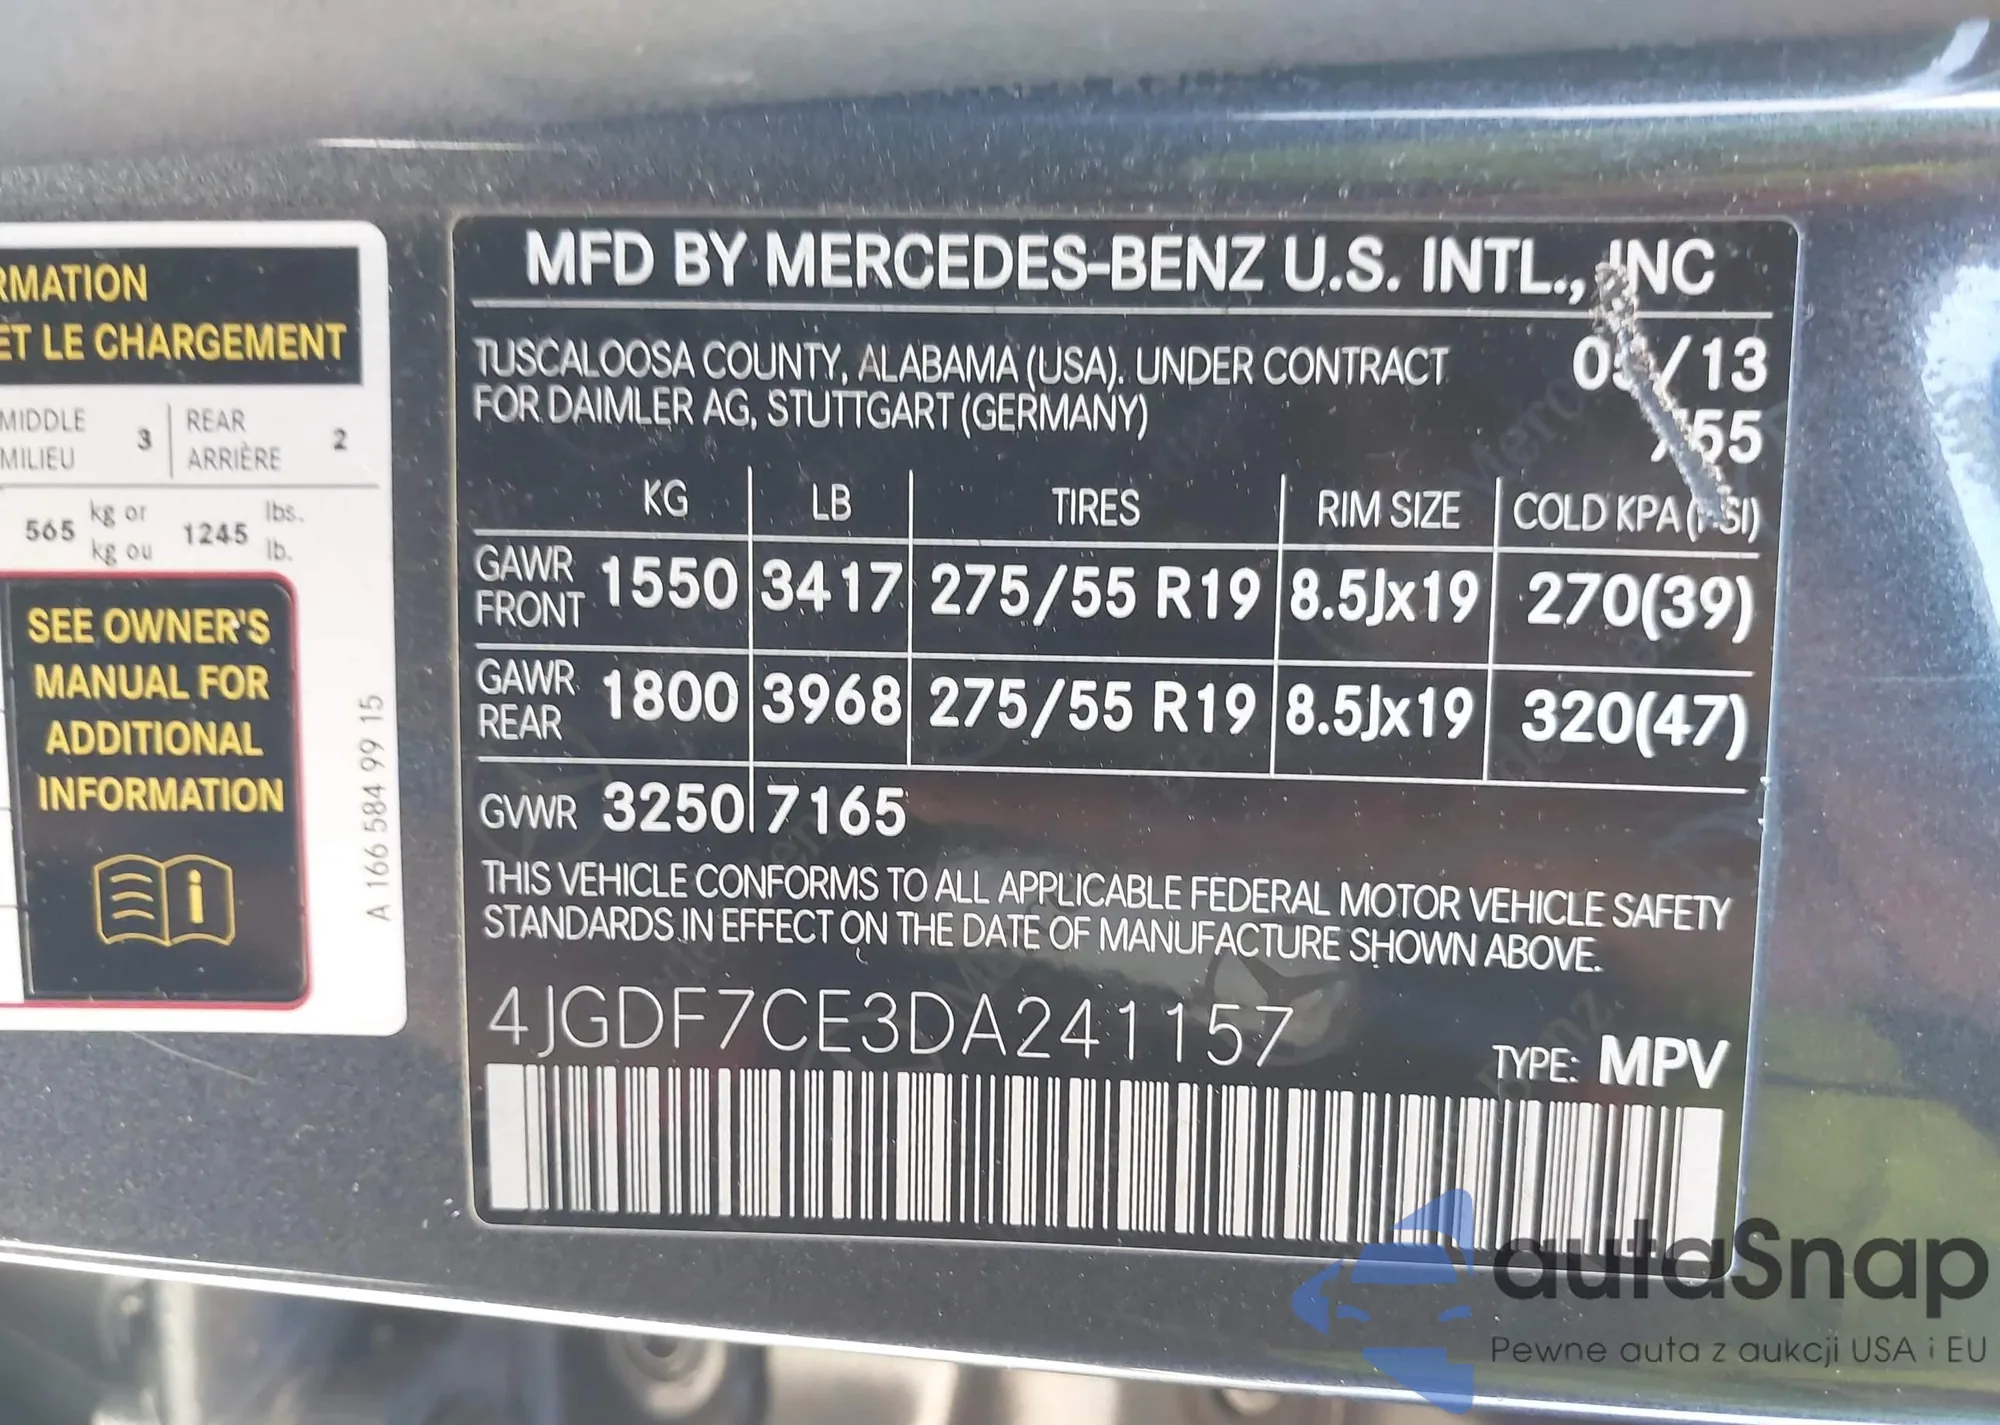 RMATION
ET LE CHARGEMENT
MIDDLE
MILIEU
3
REAR
ARRIÈRE
2
565
kg or
kg ou
1245
lbs.
lb.
SEE OWNER'S
MANUAL FOR
ADDITIONAL
INFORMATION
i
A 166 584 99 15
MFD BY MERCEDES-BENZ U.S. INTL., INC
TUSCALOOSA COUNTY, ALABAMA (USA). UNDER CONTRACT
FOR DAIMLER AG, STUTTGART (GERMANY)
/13
KG LB TIRES RIM SIZE COLD KPA (PSI)
GAWR FRONT 1550 3417 275/55 R19 8.5Jx19 270(39)
GAWR REAR 1800 3968 275/55 R19 8.5Jx19 320(47)
GVWR 3250 7165
THIS VEHICLE CONFORMS TO ALL APPLICABLE FEDERAL MOTOR VEHICLE SAFETY
STANDARDS IN EFFECT ON THE DATE OF MANUFACTURE SHOWN ABOVE.
4JGDF7CE3DA241157
TYPE: MPV
autaSnap
Pewne auta z aukcji USA i EU